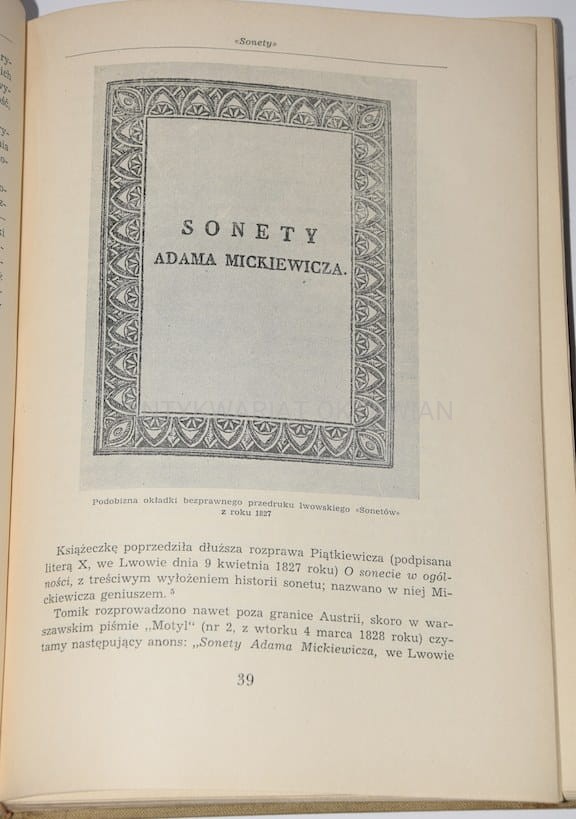 «Sonety»
SONETY
ADAMA MICKIEWICZA.
Podobizna okładki bezprawnego przedruku lwowskiego «Sonetów»
z roku 1827
Książeczkę poprzedziła dłuższa rozprawa Piątkiewicza (podpisana
literą X, we Lwowie dnia 9 kwietnia 1827 roku) O sonecie w ogól-
ności, z treściwym wyłożeniem historii sonetu; nazwano w niej Mi-
ckiewicza geniuszem. ⁵
Tomik rozprowadzono nawet poza granice Austrii, skoro w war-
szawskim piśmie „Motyl" (nr 2, z wtorku 4 marca 1828 roku) czy-
tamy następujący anons: „Sonety Adama Mickiewicza, we Lwowie
39